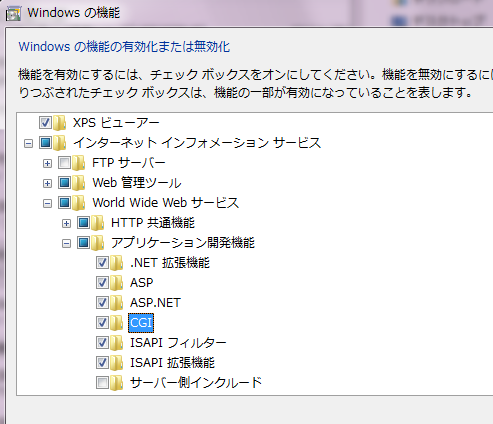 Windows の機能
Windows の機能の有効化または無効化
機能を有効にするには、チェック ボックスをオンにしてください。機能を無効にするに
りつぶされたチェック ボックスは、機能の一部が有効になっていることを表します。
XPS ビューアー
インターネット インフォメーション サービス
FTP サーバー
Web 管理ツール
World Wide Web サービス
HTTP 共通機能
アプリケーション開発機能
.NET 拡張機能
ASP
ASP.NET
CGI
ISAPI フィルター
ISAPI 拡張機能
サーバー側インクルード